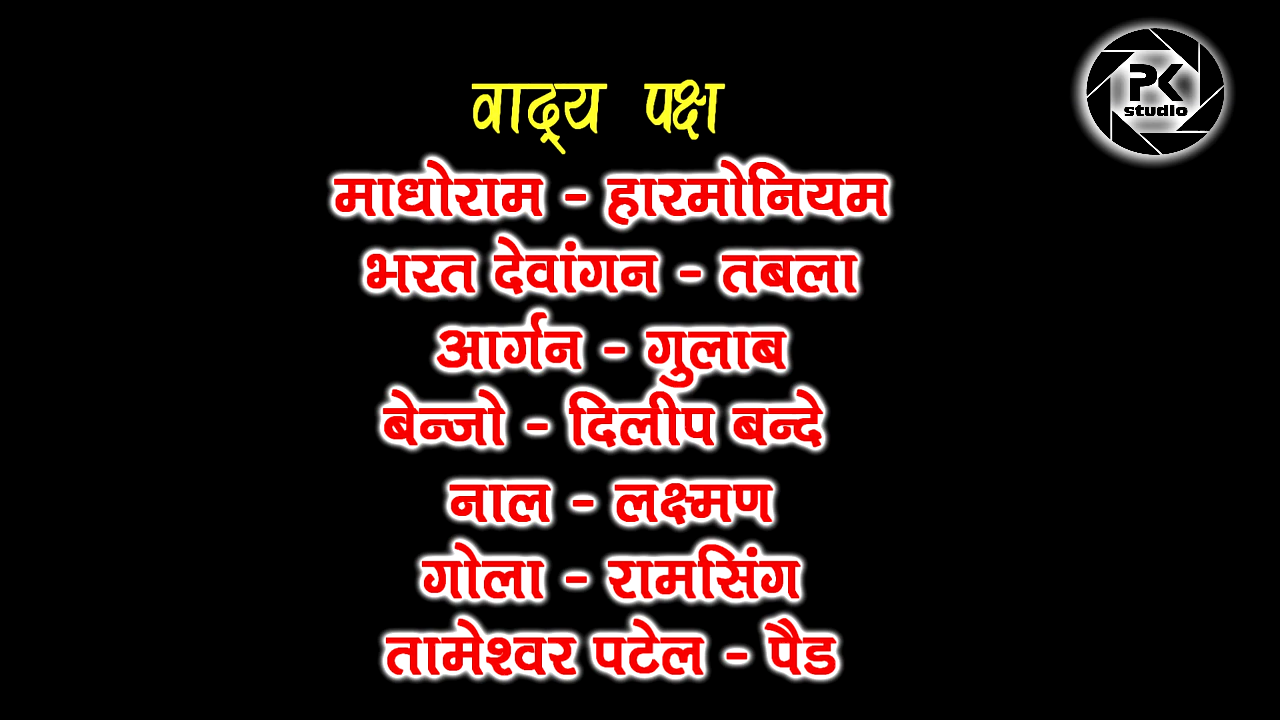 वाद्य पक्ष
PK
studio
माधोराम - हारमोनियम
भरत देवांगन - तबला
आर्गन - गुलाब
बेन्जो - दिलीप बन्दे
नाल - लक्ष्मण
गोला - रामसिंग
तामेश्वर पटेल - पैड